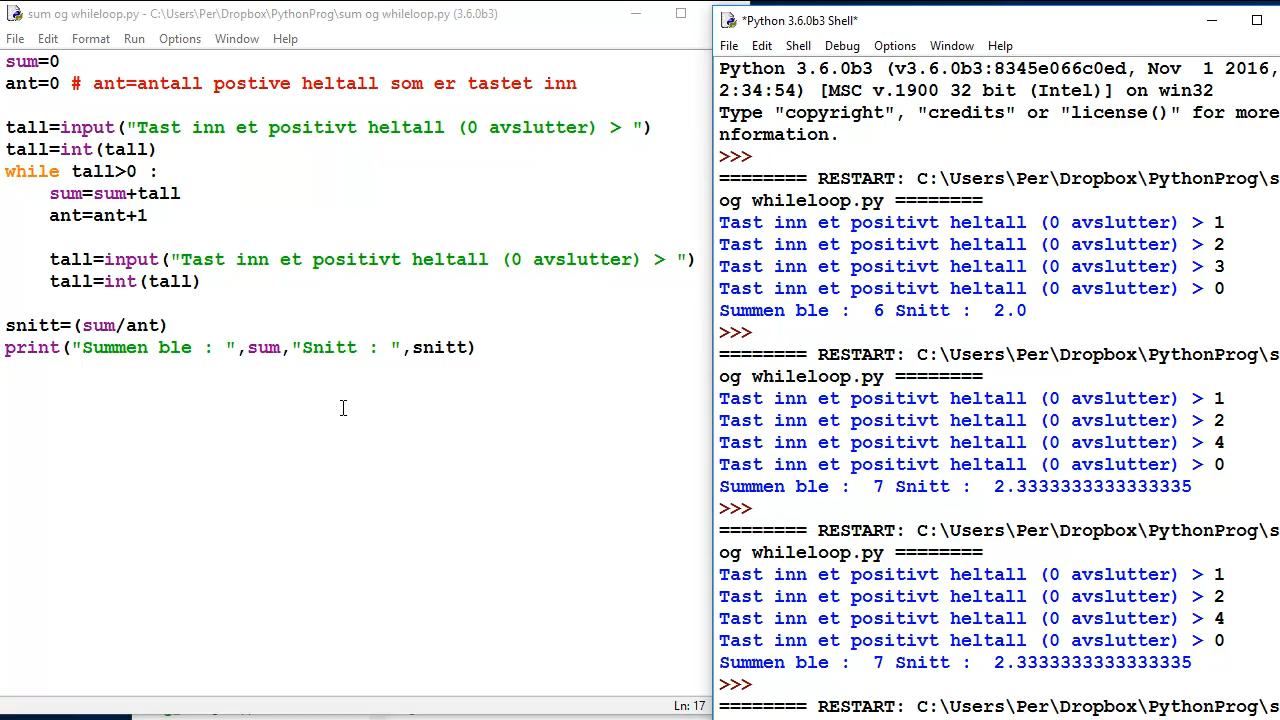 sum og whileloop.py - C:\Users\Per\Dropbox\PythonProg\sum og whileloop.py (3.6.0b3)
File Edit Format Run Options Window Help
sum=0
ant=0 # ant=antall postive heltall som er tastet inn
tall=input("Tast inn et positivt heltall (0 avslutter) > ")
tall=int(tall)
while tall>0 :
sum=sum+tall
ant=ant+1
tall=input("Tast inn et positivt heltall (0 avslutter) > ")
tall=int(tall)
snitt=(sum/ant)
print("Summen ble : ",sum,"Snitt : ",snitt)
Ln: 17
*Python 3.6.0b3 Shell*
File Edit Shell Debug Options Window Help
Python 3.6.0b3 (v3.6.0b3:8345e066c0ed, Nov 1 2016,
2:34:54) [MSC v.1900 32 bit (Intel)] on win32
Type "copyright", "credits" or "license()" for more
nformation.
>>>
======== RESTART: C:\Users\Per\Dropbox\PythonProg\s
og whileloop.py ========
Tast inn et positivt heltall (0 avslutter) > 1
Tast inn et positivt heltall (0 avslutter) > 2
Tast inn et positivt heltall (0 avslutter) > 3
Tast inn et positivt heltall (0 avslutter) > 0
Summen ble : 6 Snitt : 2.0
>>>
======== RESTART: C:\Users\Per\Dropbox\PythonProg\s
og whileloop.py ========
Tast inn et positivt heltall (0 avslutter) > 1
Tast inn et positivt heltall (0 avslutter) > 2
Tast inn et positivt heltall (0 avslutter) > 4
Tast inn et positivt heltall (0 avslutter) > 0
Summen ble : 7 Snitt : 2.3333333333333335
>>>
======== RESTART: C:\Users\Per\Dropbox\PythonProg\s
og whileloop.py ========
Tast inn et positivt heltall (0 avslutter) > 1
Tast inn et positivt heltall (0 avslutter) > 2
Tast inn et positivt heltall (0 avslutter) > 4
Tast inn et positivt heltall (0 avslutter) > 0
Summen ble : 7 Snitt : 2.3333333333333335
>>>
======== RESTART: C:\Users\Per\Dropbox\PythonProg\s